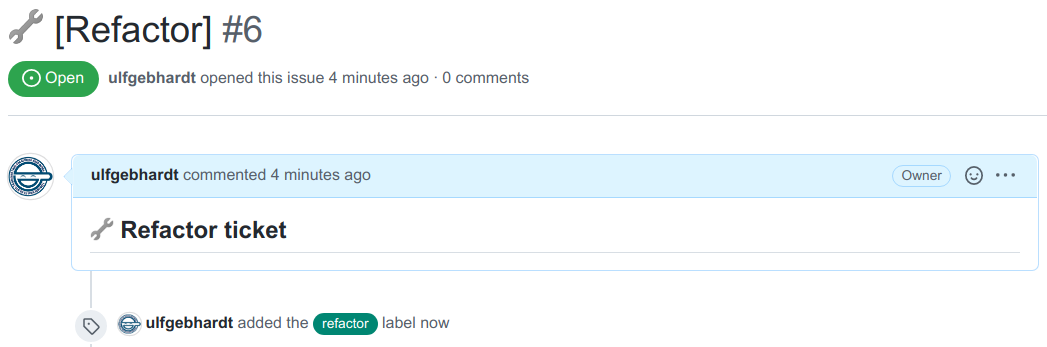 🔧 [Refactor] #6
Open ulfgebhardt opened this issue 4 minutes ago · 0 comments
ulfgebhardt commented 4 minutes ago Owner
🔧 Refactor ticket
ulfgebhardt added the refactor label now